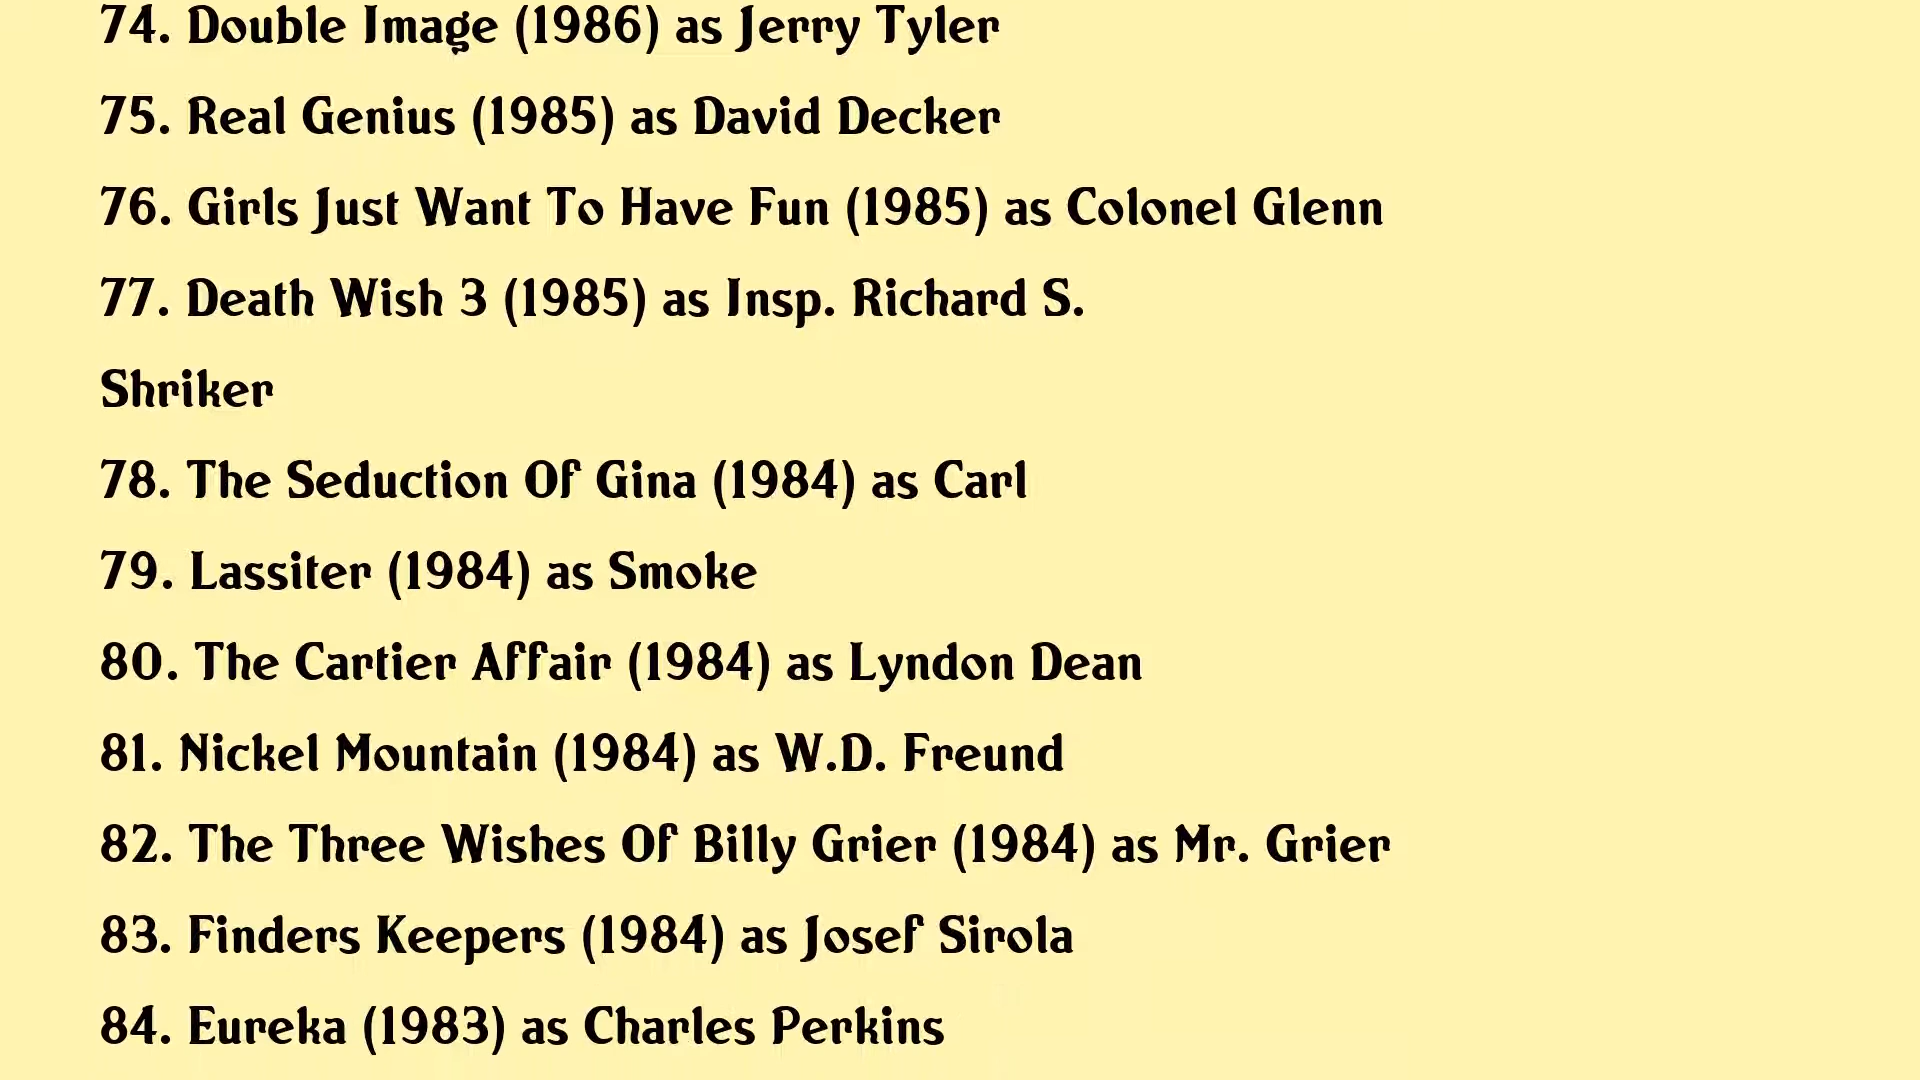 74. Double Image (1986) as Jerry Tyler
75. Real Genius (1985) as David Decker
76. Girls Just Want To Have Fun (1985) as Colonel Glenn
77. Death Wish 3 (1985) as Insp. Richard S.
Shriker
78. The Seduction Of Gina (1984) as Carl
79. Lassiter (1984) as Smoke
80. The Cartier Affair (1984) as Lyndon Dean
81. Nickel Mountain (1984) as W.D. Freund
82. The Three Wishes Of Billy Grier (1984) as Mr. Grier
83. Finders Keepers (1984) as Josef Sirola
84. Eureka (1983) as Charles Perkins